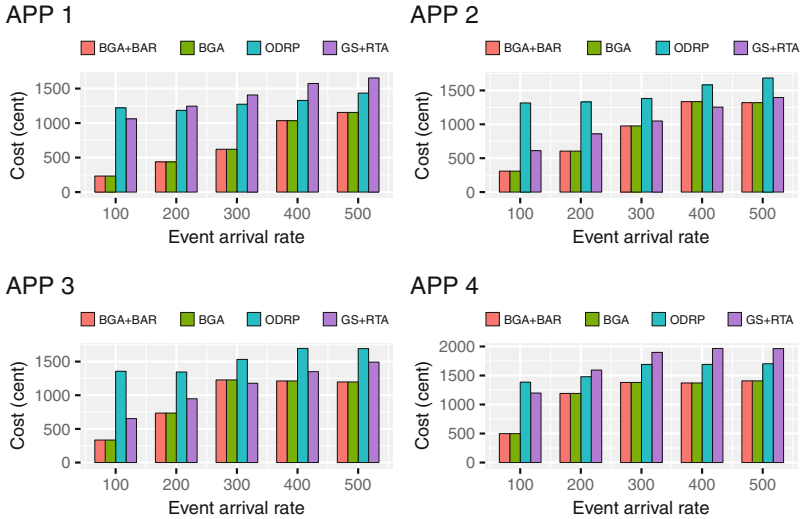 APP 1
BGA+BAR BGA ODRP GS+RTA
Cost (cent)
1500
1000
500
0
100 200 300 400 500
Event arrival rate
APP 2
BGA+BAR BGA ODRP GS+RTA
Cost (cent)
1500
1000
500
0
100 200 300 400 500
Event arrival rate
APP 3
BGA+BAR BGA ODRP GS+RTA
Cost (cent)
1500
1000
500
0
100 200 300 400 500
Event arrival rate
APP 4
BGA+BAR BGA ODRP GS+RTA
Cost (cent)
2000
1500
1000
500
0
100 200 300 400 500
Event arrival rate